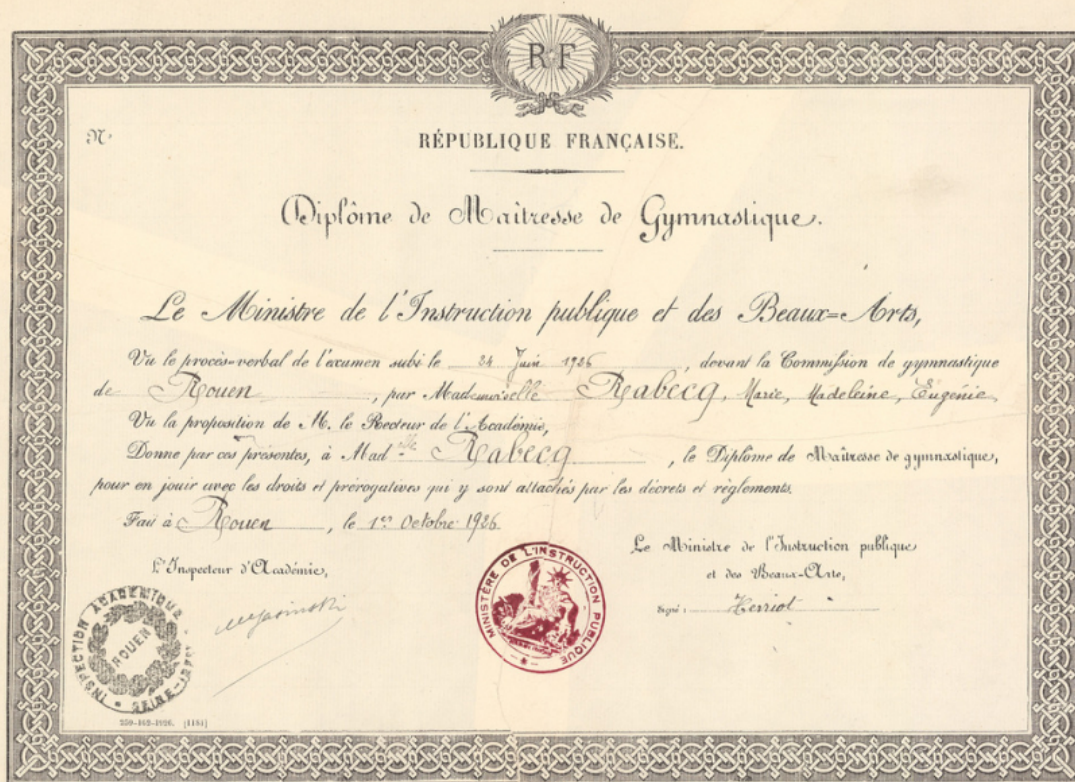 R F
N°
RÉPUBLIQUE FRANÇAISE.
Diplôme de Maîtresse de Gymnastique.
Le Ministre de l'Instruction publique et des Beaux=Arts,
Vu le procès-verbal de l'examen subi le 24 Juin 1926, devant la Commission de gymnastique
de Rouen, par Mademoiselle Rabecq, Marie, Madeleine, Eugénie
Vu la proposition de M. le Recteur de l'Académie,
Donne par ces présentes, à Mad elle Rabecq, le Diplôme de Maîtresse de gymnastique,
pour en jouir avec les droits et prérogatives qui y sont attachés par les décrets et règlements.
Fait à Rouen, le 1er Octobre 1926.
Le Ministre de l'Instruction publique
et des Beaux-Arts,
Signé : Herriot
L'Inspecteur d'Académie,
INSPECTION ACADÉMIQUE
ROUEN
MINISTÈRE DE L'INSTRUCTION PUBLIQUE